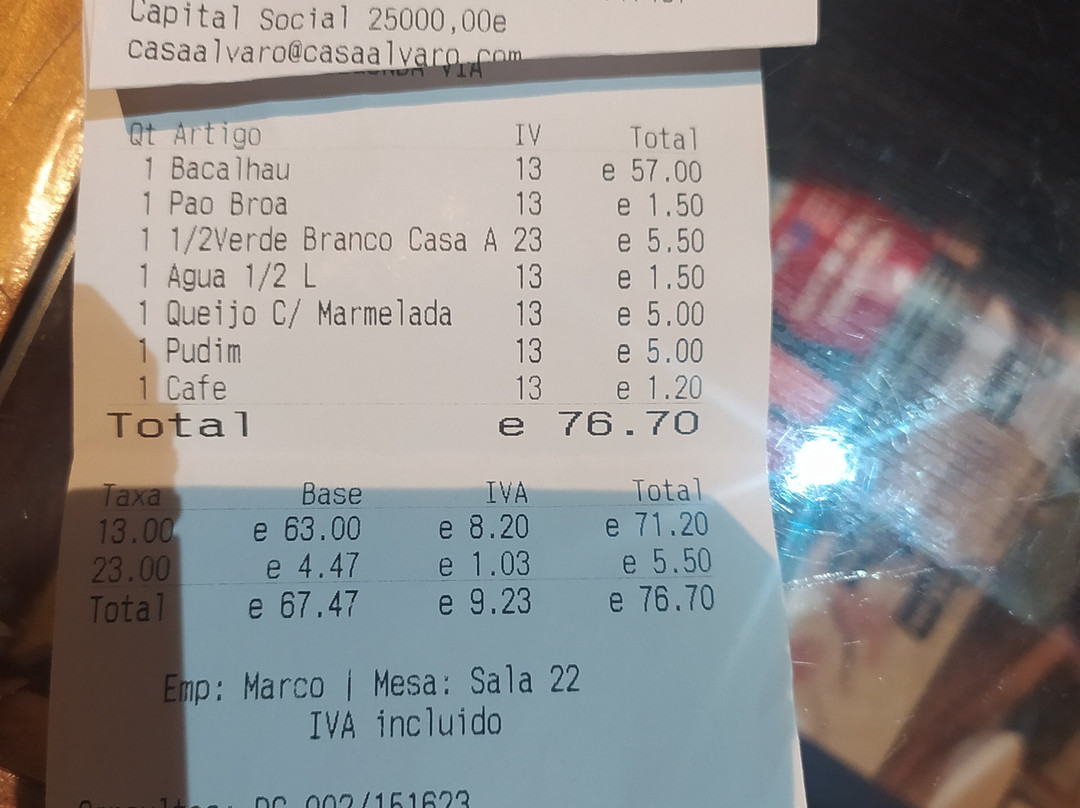 Capital Social 25000,00e
casaalvaro@casaalvaro.com
VIA
Qt Artigo IV Total
1 Bacalhau 13 e 57.00
1 Pao Broa 13 e 1.50
1 1/2Verde Branco Casa A 23 e 5.50
1 Agua 1/2 L 13 e 1.50
1 Queijo C/ Marmelada 13 e 5.00
1 Pudim 13 e 5.00
1 Cafe 13 e 1.20
Total e 76.70
Taxa Base IVA Total
13.00 e 63.00 e 8.20 e 71.20
23.00 e 4.47 e 1.03 e 5.50
Total e 67.47 e 9.23 e 76.70
Emp: Marco | Mesa: Sala 22
IVA incluido
DC 002/151623